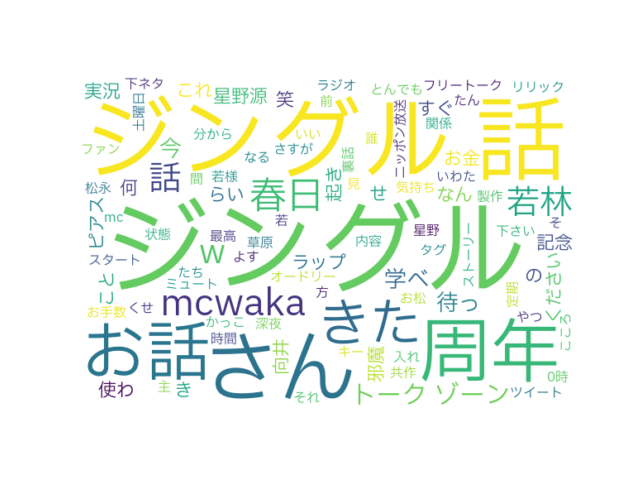 下ネタ
ラジオ
とんでも
フリートーク
リリック
実況
これ
笑
前
たん
土曜日
星野源
すぐ
ジングル 話
ニッポン放送
関係
ファン
分から
いい
誰
今
なる
さすが
裏話
お金
松永
何
話
間
若様
らい
春日
起き
せ
見
気持ち
なん
いわた
製作
若林
mc
ピアス
ジングル
状態
w
最高
若
草原
内容
星野
タグ
ストーリー
下さい
そ
記念
スタート
たち
よす
ラップ
学べ
の
こと
ミュート
オードリー
mcwaka
方
きた
お松
待っ
定期
ください
お手数
くせ
かっこ
深夜
やっ
こころ
お話
さん
時間
向井
キー
邪魔
入れ
共作
周年
0時
使わ
主
き
それ
トーク ゾーン
ツイート